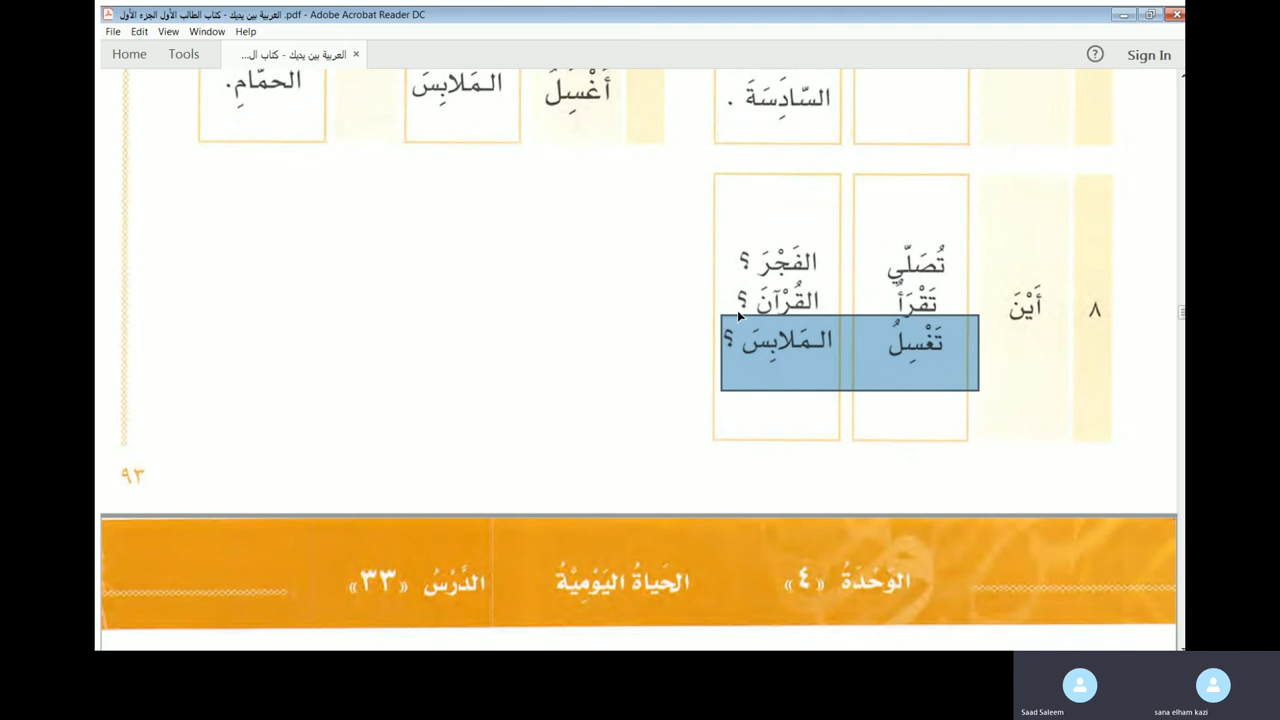 العربية بين يديك - كتاب الطالب الأول الجزء الأول .pdf - Adobe Acrobat Reader DC
File Edit View Window Help
Home Tools العربية بين يديك - كتاب ال... × ? Sign In
السّادِسَةَ . أَغْسِلُ الـمَلابِسَ الحمّامِ.
تُصَلّي الفَجْرَ ؟
٨ أَيْنَ تَقْرَأُ القُرْآنَ ؟
تَغْسِلُ الـمَلابِسَ ؟
٩٣
الوَحْدَةُ «٤» الحَياةُ اليَوْمِيَّةُ الدَّرْسُ «٣٣»
Saad Saleem sana elham kazi